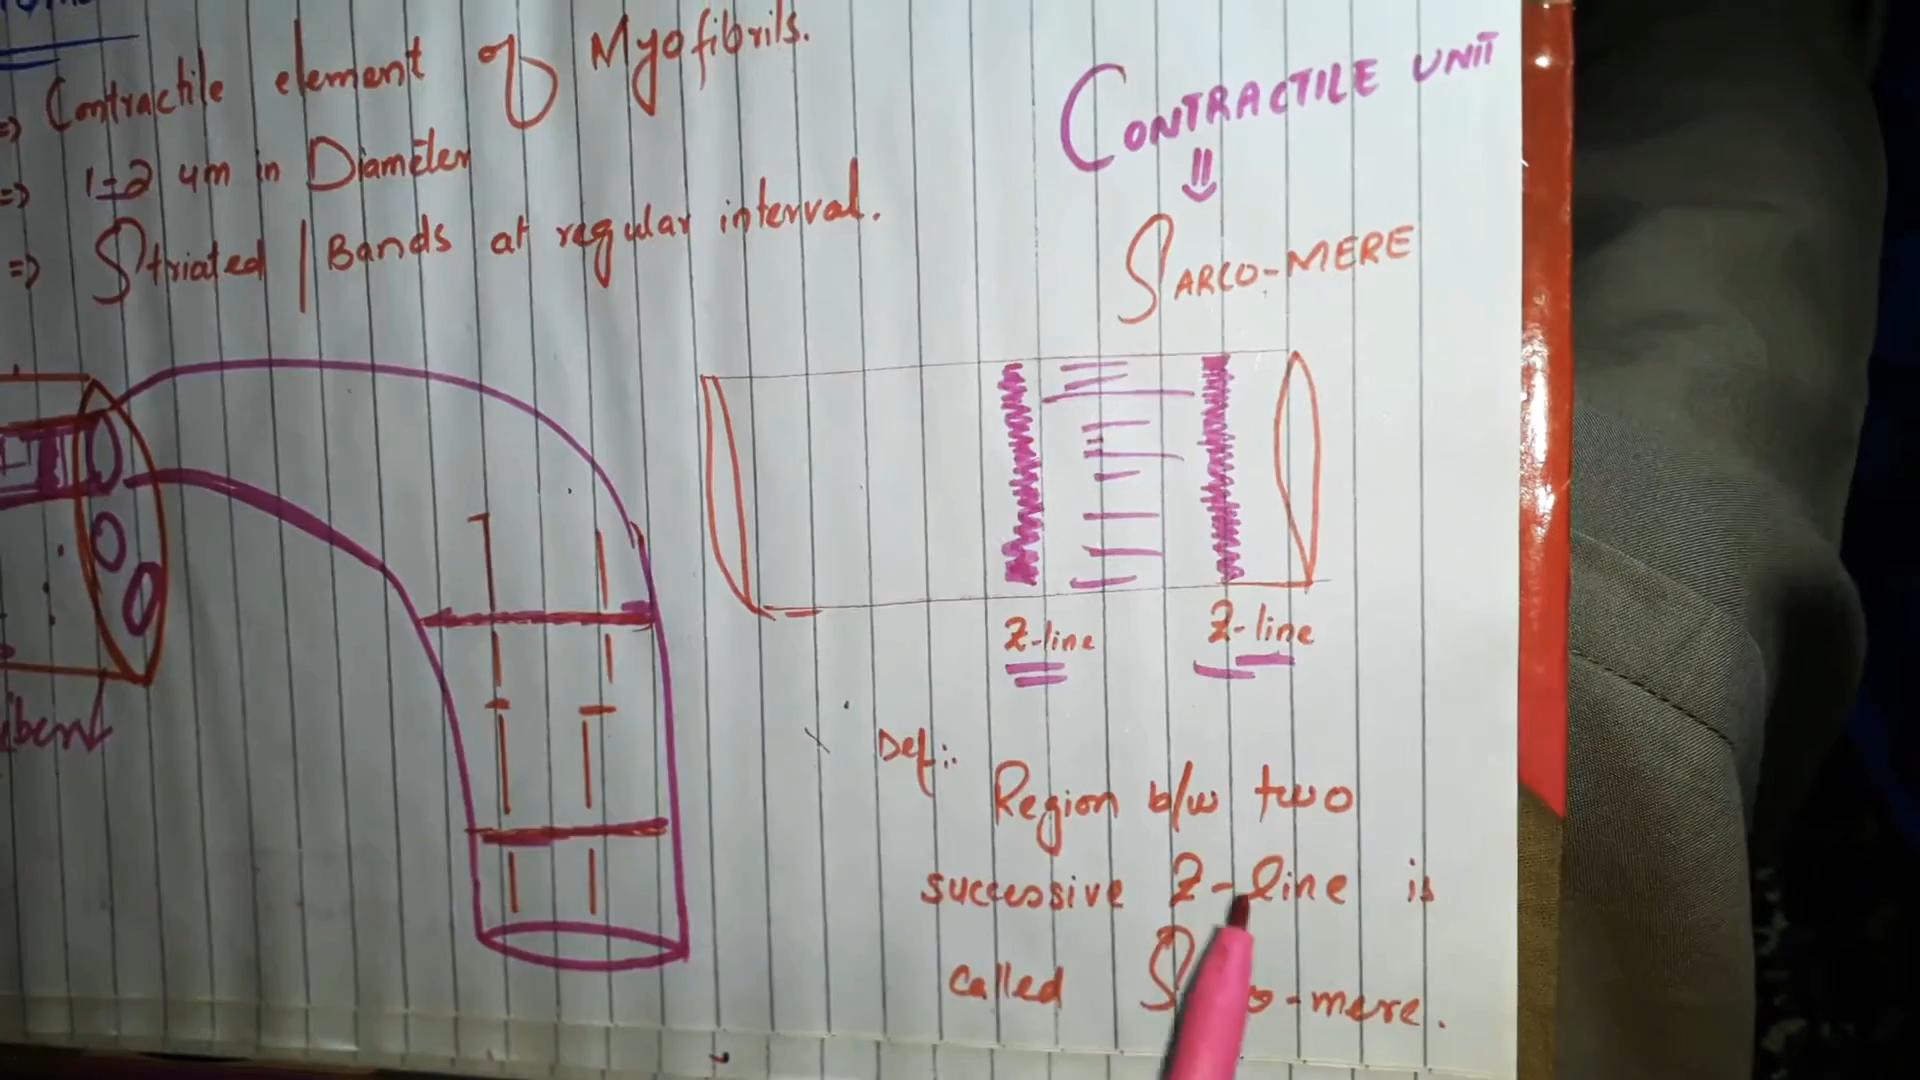 =) Contractile element of Myofibrils.
=) 1-2 um in Diameter
=) Striated / Bands at regular interval.
CONTRACTILE UNIT
SARCO-MERE
Z-line Z-line
Def:
Region b/w two
successive Z-line is
called -mere.